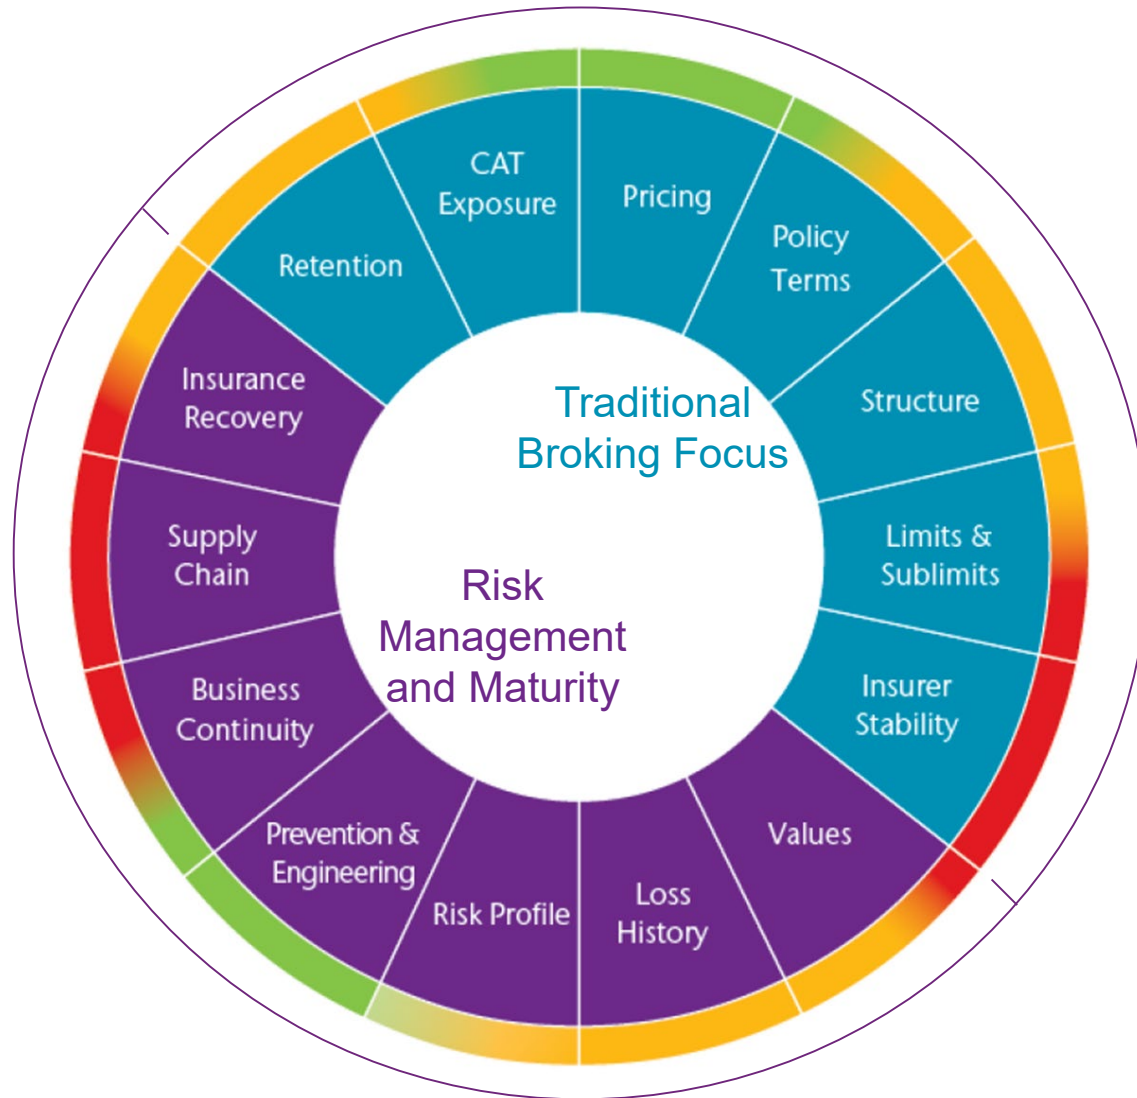 CAT
Exposure
Pricing
Policy
Terms
Structure
Limits &
Sublimits
Insurer
Stability
Values
Loss
History
Risk Profile
Prevention &
Engineering
Business
Continuity
Supply
Chain
Insurance
Recovery
Retention
Traditional
Broking Focus
Risk
Management
and Maturity